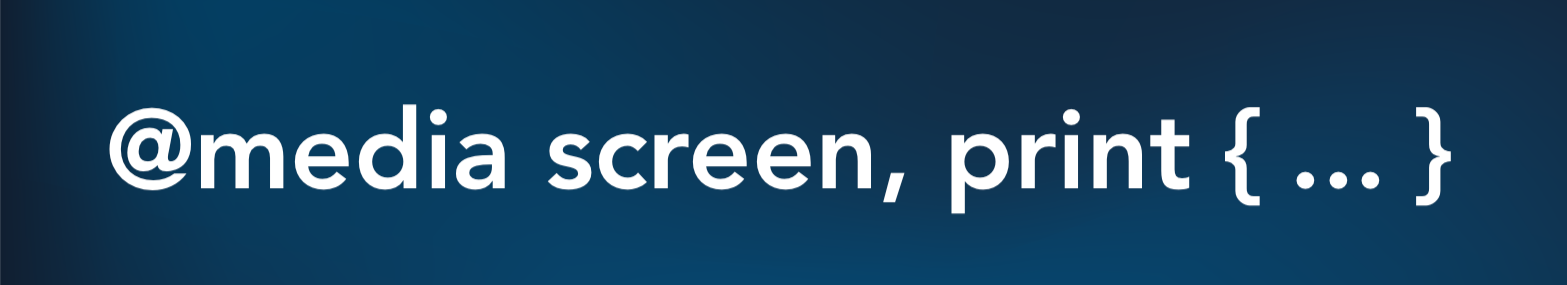 @media screen, print { ... }